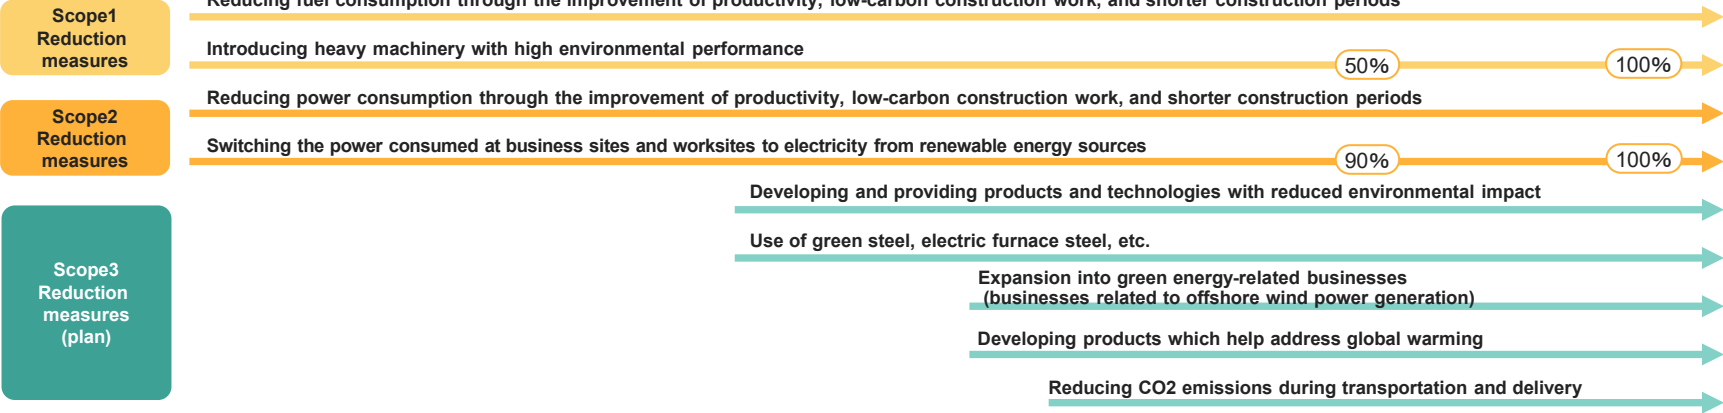 Reducing fuel consumption through the improvement of productivity, low-carbon construction work, and shorter construction periods
Scope1
Reduction
measures
Introducing heavy machinery with high environmental performance
50%
100%
Reducing power consumption through the improvement of productivity, low-carbon construction work, and shorter construction periods
Scope2
Reduction
measures
Switching the power consumed at business sites and worksites to electricity from renewable energy sources
90%
100%
Scope3
Reduction
measures
(plan)
Developing and providing products and technologies with reduced environmental impact
Use of green steel, electric furnace steel, etc.
Expansion into green energy-related businesses
(businesses related to offshore wind power generation)
Developing products which help address global warming
Reducing CO2 emissions during transportation and delivery